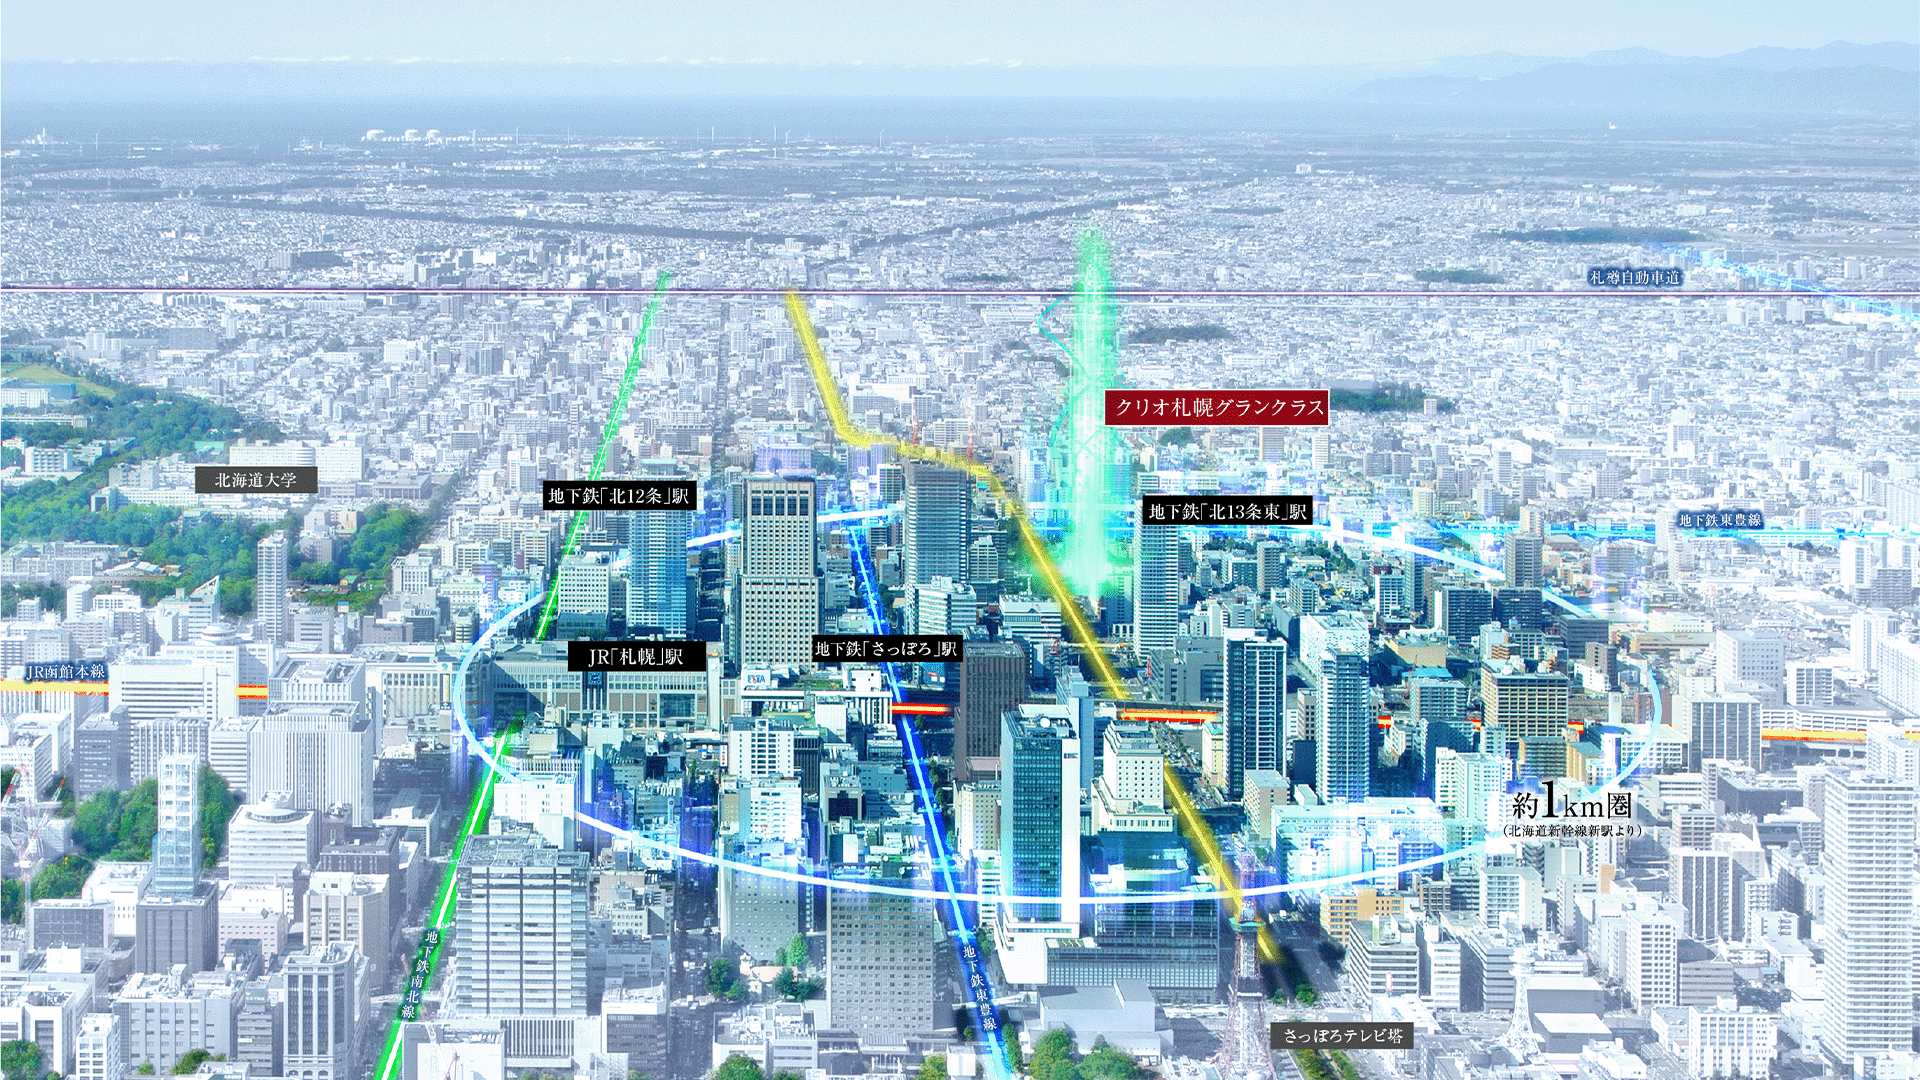 札樽自動車道
クリオ札幌グランクラス
北海道大学
地下鉄「北12条」駅
地下鉄「北13条東」駅
地下鉄東豊線
JR「札幌」駅
地下鉄「さっぽろ」駅
JR函館本線
ESTA
約1km圏
(北海道新幹線新駅より)
地下鉄南北線
地下鉄東豊線
さっぽろテレビ塔